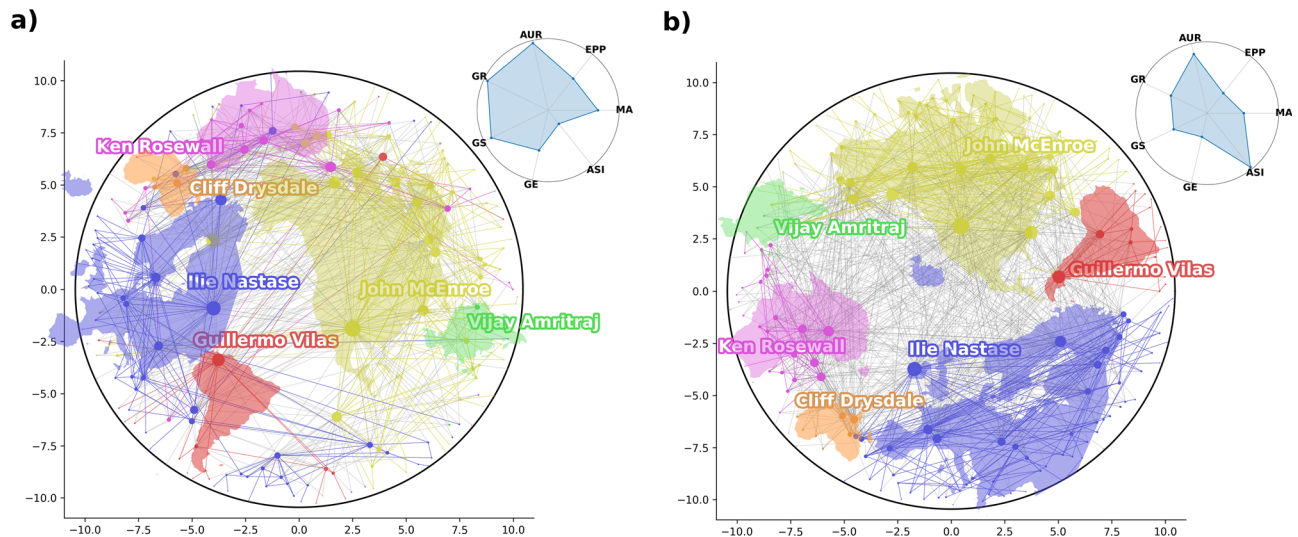 a)
AUR
EPP
GR
MA
GS
GE
ASI
10.0
7.5
5.0
2.5
0.0
−2.5
−5.0
−7.5
−10.0
−10.0 −7.5 −5.0 −2.5 0.0 2.5 5.0 7.5 10.0
Ken Rosewall
Cliff Drysdale
Ilie Nastase
John McEnroe
Vijay Amritraj
Guillermo Vilas
b)
AUR
EPP
GR
MA
GS
GE
ASI
10.0
7.5
5.0
2.5
0.0
−2.5
−5.0
−7.5
−10.0
−10.0 −7.5 −5.0 −2.5 0.0 2.5 5.0 7.5 10.0
John McEnroe
Vijay Amritraj
Guillermo Vilas
Ken Rosewall
Ilie Nastase
Cliff Drysdale